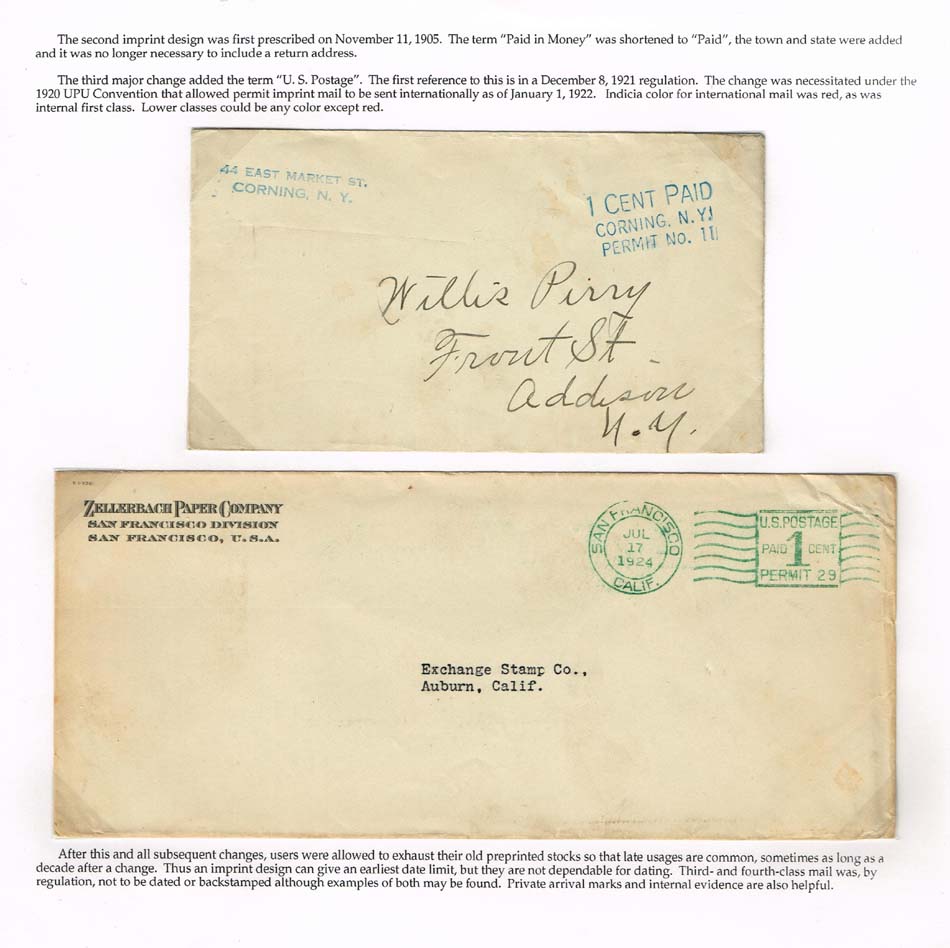 The second imprint design was first prescribed on November 11, 1905. The term "Paid in Money" was shortened to "Paid", the town and state were added
and it was no longer necessary to include a return address.
The third major change added the term "U. S. Postage". The first reference to this is in a December 8, 1921 regulation. The change was necessitated under the
1920 UPU Convention that allowed permit imprint mail to be sent internationally as of January 1, 1922. Indicia color for international mail was red, as was
internal first class. Lower classes could be any color except red.
44 EAST MARKET ST.
CORNING, N. Y.
1 CENT PAID
CORNING, N.Y.
PERMIT No. 11
Willis Pirry
Front St.
Addison
N.Y.
ZELLERBACH PAPER COMPANY
SAN FRANCISCO DIVISION
SAN FRANCISCO, U.S.A.
SAN FRANCISCO
JUL
17
1924
CALIF.
U.S. POSTAGE
PAID 1 CENT
PERMIT 29
Exchange Stamp Co.,
Auburn, Calif.
After this and all subsequent changes, users were allowed to exhaust their old preprinted stocks so that late usages are common, sometimes as long as a
decade after a change. Thus an imprint design can give an earliest date limit, but they are not dependable for dating. Third- and fourth-class mail was, by
regulation, not to be dated or backstamped although examples of both may be found. Private arrival marks and internal evidence are also helpful.